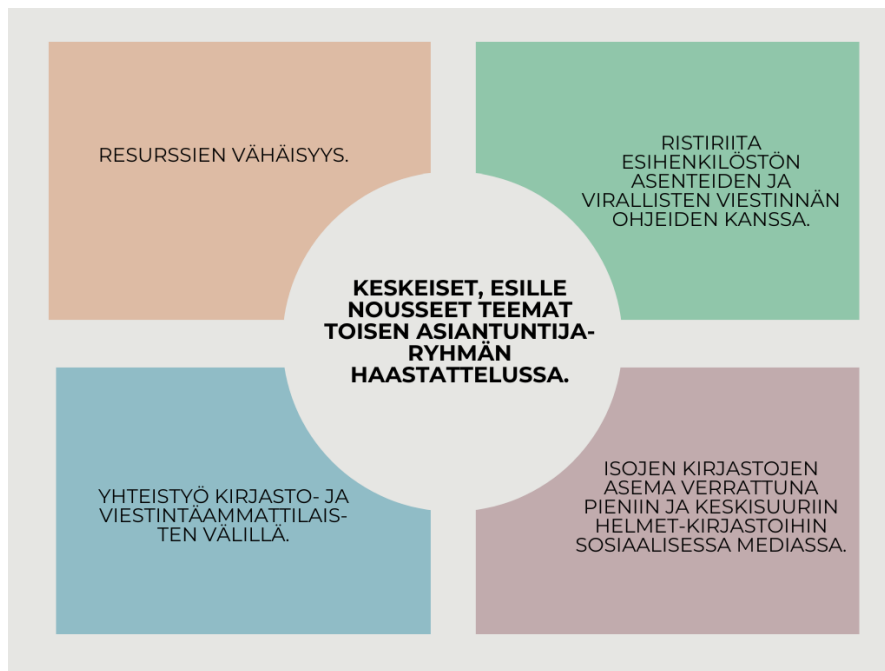 RESURSSIEN VÄHÄISYYS.
RISTIRIITA
ESIHENKILÖSTÖN
ASENTEIDEN JA
VIRALLISTEN VIESTINNÄN
OHJEIDEN KANSSA.
KESKEISET, ESILLE
NOUSSEET TEEMAT
TOISEN ASIANTUNTIJA-
RYHMÄN
HAASTATTELUSSA.
YHTEISTYÖ KIRJASTO- JA
VIESTINTÄAMMATTILAIS-
TEN VÄLILLÄ.
ISOJEN KIRJASTOJEN
ASEMA VERRATTUNA
PIENIIN JA KESKISUURIIN
HELMET-KIRJASTOIHIN
SOSIAALISESSA MEDIASSA.